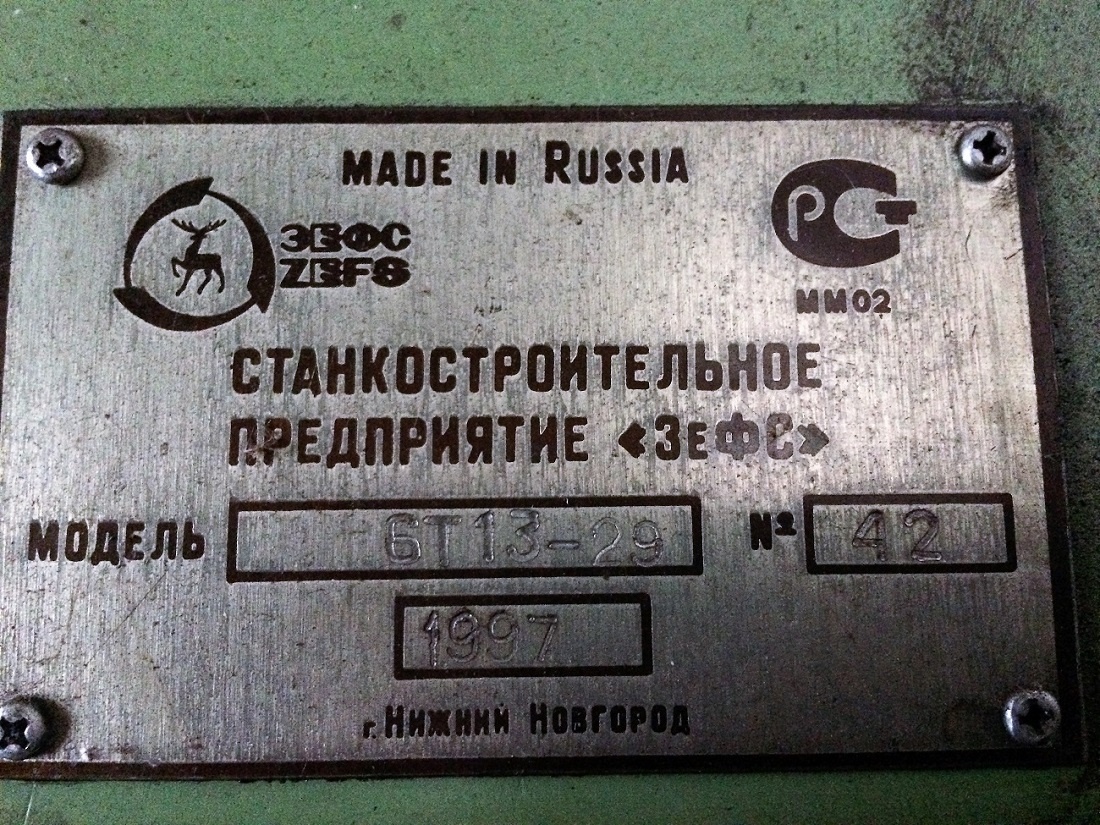 MADE IN RUSSIA
ЗЕФС
ZEFS
РСТ
ММ02
СТАНКОСТРОИТЕЛЬНОЕ
ПРЕДПРИЯТИЕ «ЗЕФС»
МОДЕЛЬ 6Т13-29 № 42
1997
г. НИЖНИЙ НОВГОРОД